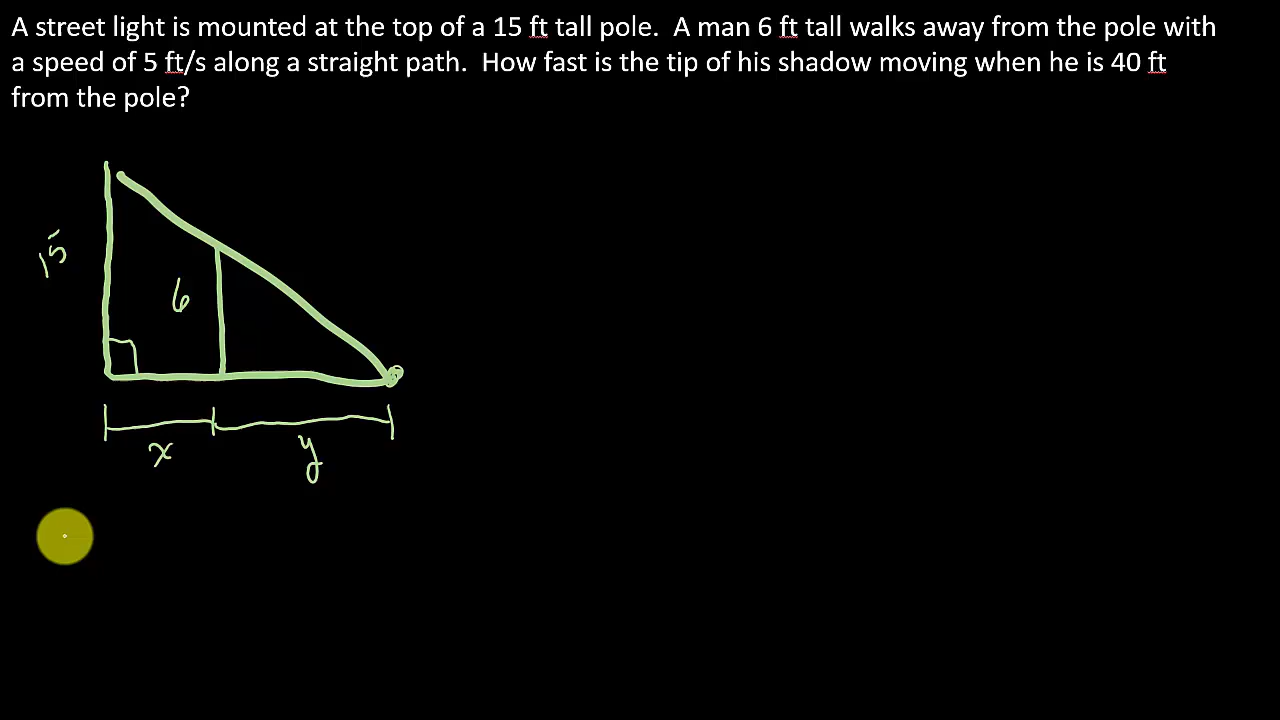 A street light is mounted at the top of a 15 ft tall pole.  A man 6 ft tall walks away from the pole with
a speed of 5 ft/s along a straight path.  How fast is the tip of his shadow moving when he is 40 ft
from the pole?
15
6
x
y